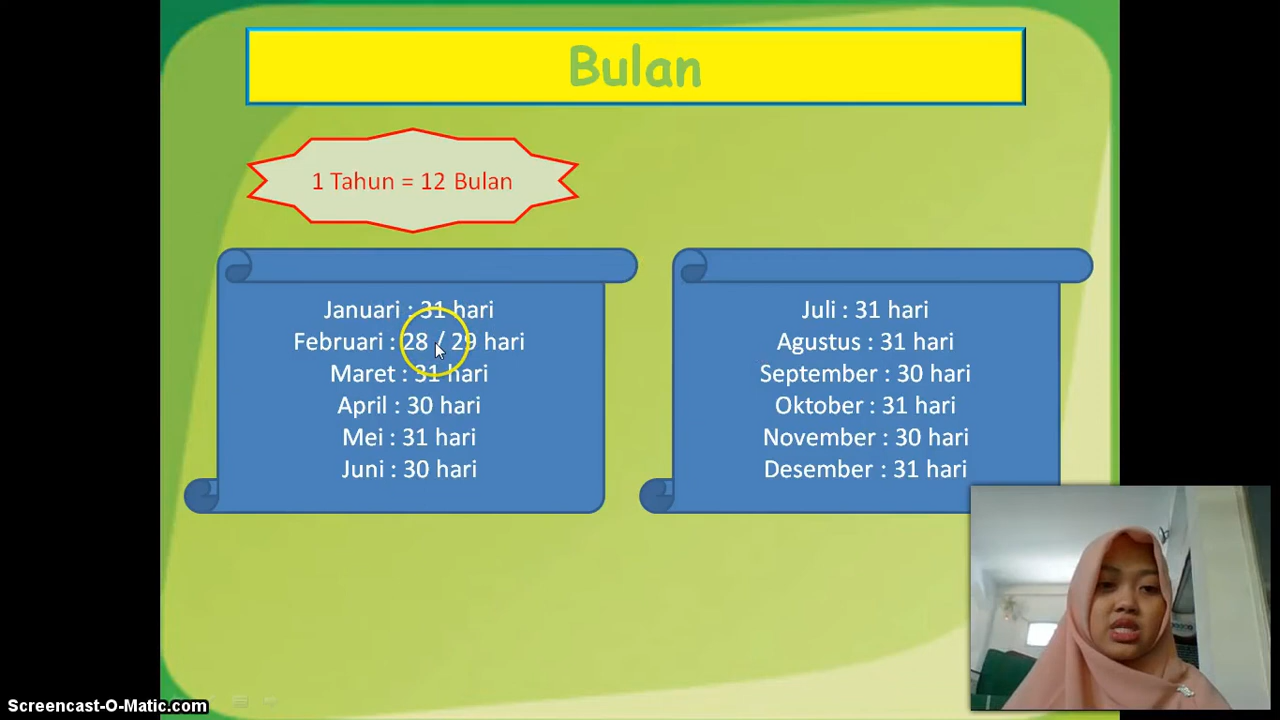 Bulan
1 Tahun = 12 Bulan
Januari : 31 hari
Februari : 28 / 29 hari
Maret : 31 hari
April : 30 hari
Mei : 31 hari
Juni : 30 hari
Juli : 31 hari
Agustus : 31 hari
September : 30 hari
Oktober : 31 hari
November : 30 hari
Desember : 31 hari
Screencast-O-Matic.com